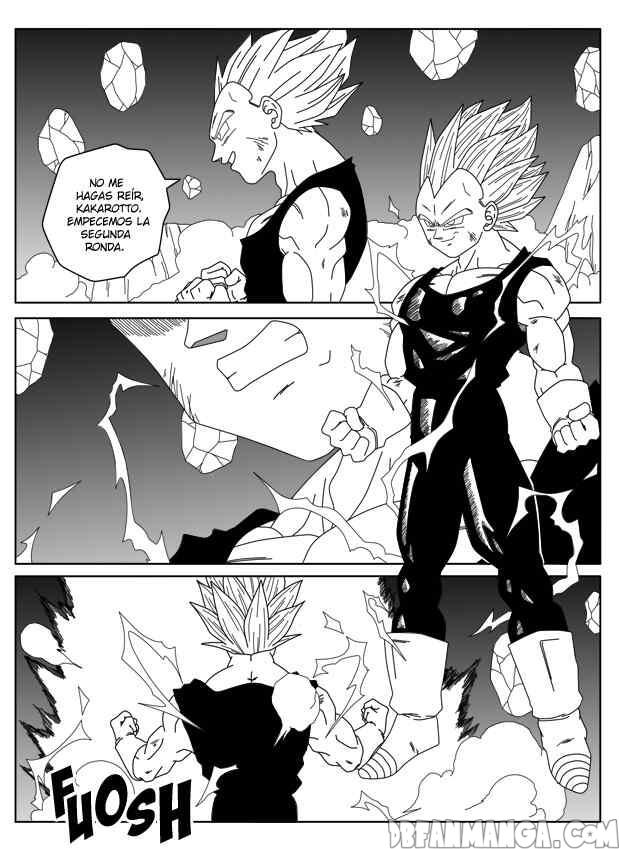 NO ME
HAGAS REÍR,
KAKAROTTO.
EMPECEMOS LA
SEGUNDA
RONDA.
FUOSH
DBFANMANGA.COM